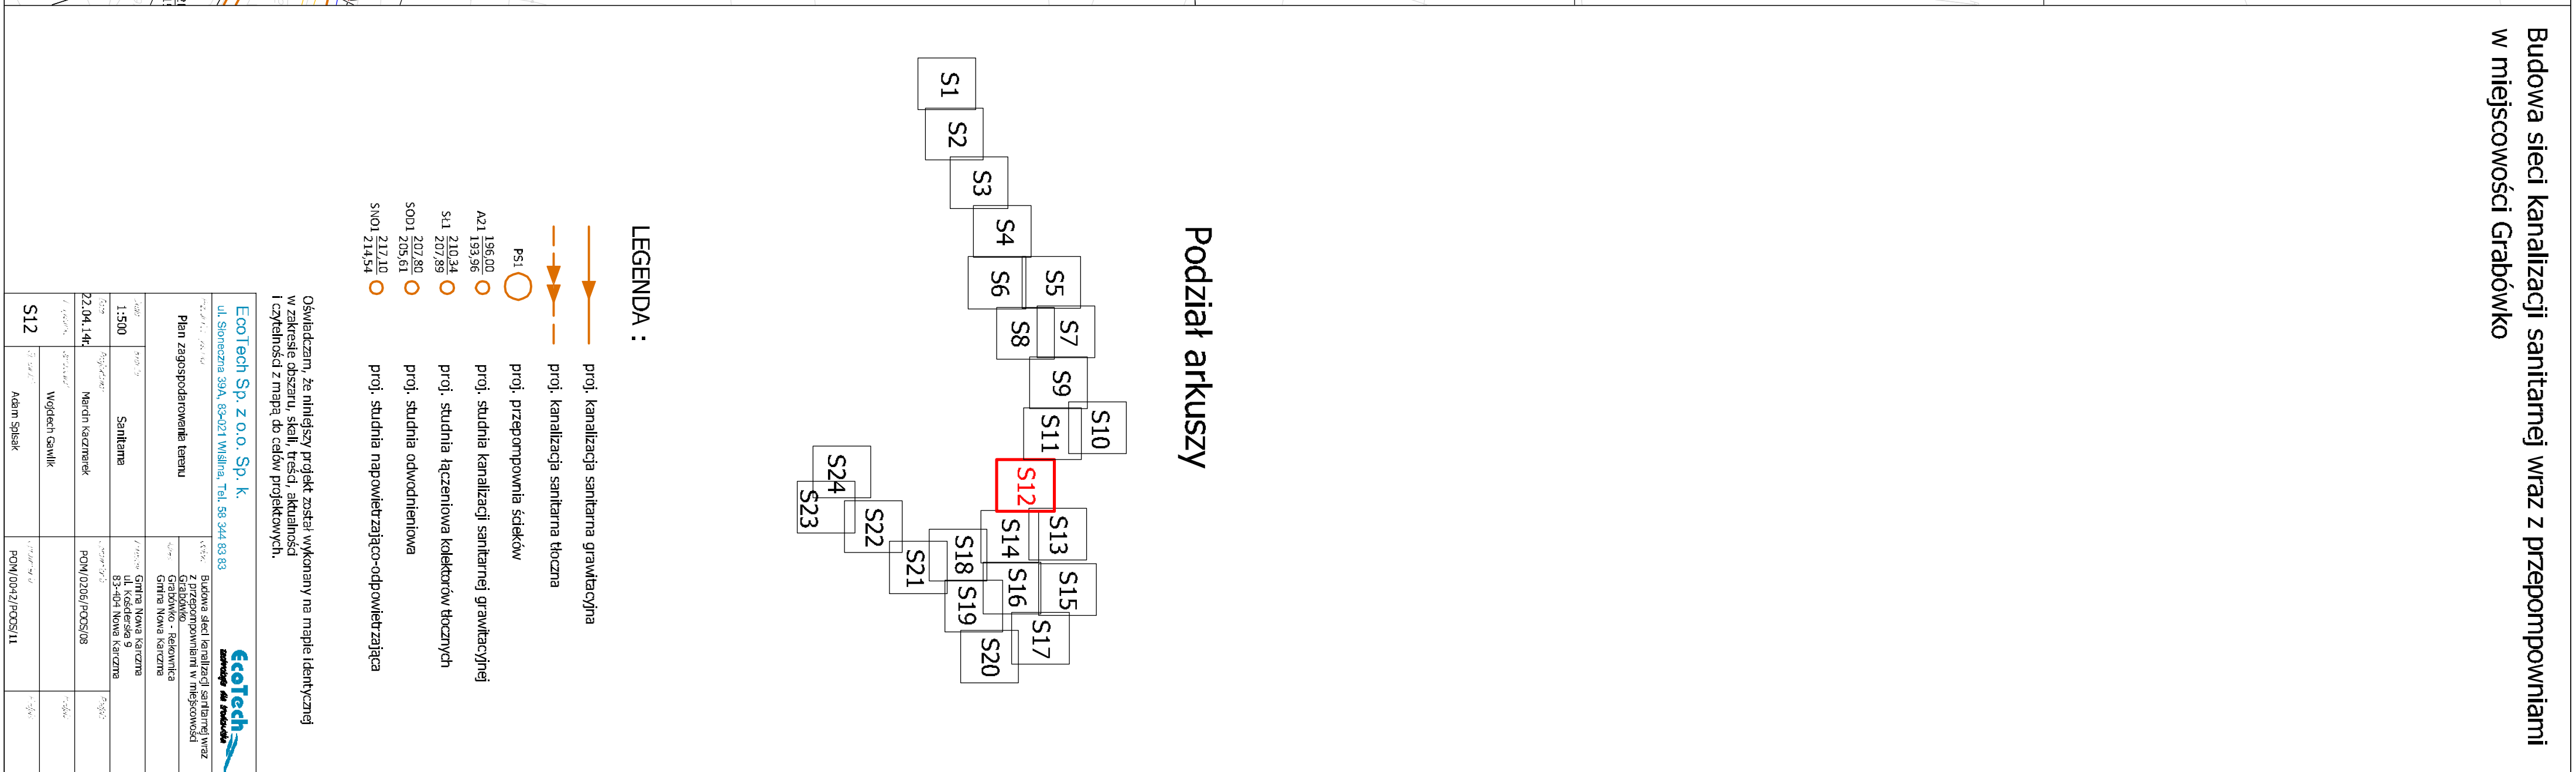 Budowa sieci kanalizacji sanitarnej wraz z przepompowniami
w miejscowości Grabówko
Podział arkuszy
S1
S2
S3
S4
S5
S6
S7
S8
S9
S10
S11
S12
S13
S14
S15
S16
S17
S18
S19
S20
S21
S22
S23
S24
LEGENDA :
proj. kanalizacja sanitarna grawitacyjna
proj. kanalizacja sanitarna tłoczna
PS1 proj. przepompownia ścieków
A21 196,00 193,96 proj. studnia kanalizacji sanitarnej grawitacyjnej
SŁ1 210,34 207,89 proj. studnia łączeniowa kolektorów tłocznych
SOD1 207,80 205,61 proj. studnia odwodnieniowa
SNO1 217,10 214,54 proj. studnia napowietrzająco-odpowietrzająca
Oświadczam, że niniejszy projekt został wykonany na mapie identycznej
w zakresie obszaru, skali, treści, aktualności
i czytelności z mapą do celów projektowych.
EcoTech Sp. z o.o. Sp. k.
ul. Słoneczna 39A, 83-021 Wiślina, Tel. 58 344 83 83
EcoTech
Plan zagospodarowania terenu
Budowa sieci kanalizacji sanitarnej wraz
z przepompowniami w miejscowości
Grabówko
Grabówko - Rekownica
Gmina Nowa Karczma
1:500
Sanitarna
Gmina Nowa Karczma
ul. Kościerska 9
83-404 Nowa Karczma
22.04.14r.
Marcin Kaczmarek
POM/0206/POOS/08
Wojciech Gawlik
S12
Adam Spisak
POM/0042/POOS/11